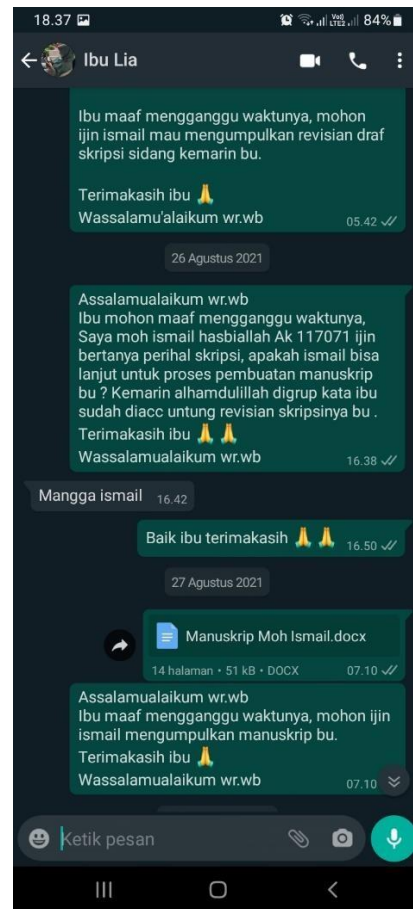 18.37
84%
Ibu Lia
Ibu maaf mengganggu waktunya, mohon
ijin ismail mau mengumpulkan revisian draf
skripsi sidang kemarin bu.
Terimakasih ibu 🙏
Wassalamu'alaikum wr.wb
05.42
26 Agustus 2021
Assalamualaikum wr.wb
Ibu mohon maaf mengganggu waktunya,
Saya moh ismail hasbiallah Ak 117071 ijin
bertanya perihal skripsi, apakah ismail bisa
lanjut untuk proses pembuatan manuskrip
bu ? Kemarin alhamdulillah digrup kata ibu
sudah diacc untung revisian skripsinya bu .
Terimakasih ibu 🙏 🙏
Wassalamualaikum wr.wb
16.38
Mangga ismail 16.42
Baik ibu terimakasih 🙏 🙏 16.50
27 Agustus 2021
Manuskrip Moh Ismail.docx
14 halaman • 51 kB • DOCX 07.10
Assalamualaikum wr.wb
Ibu maaf mengganggu waktunya, mohon ijin
ismail mengumpulkan manuskrip bu.
Terimakasih ibu 🙏
Wassalamualaikum wr.wb
07.10
Ketik pesan